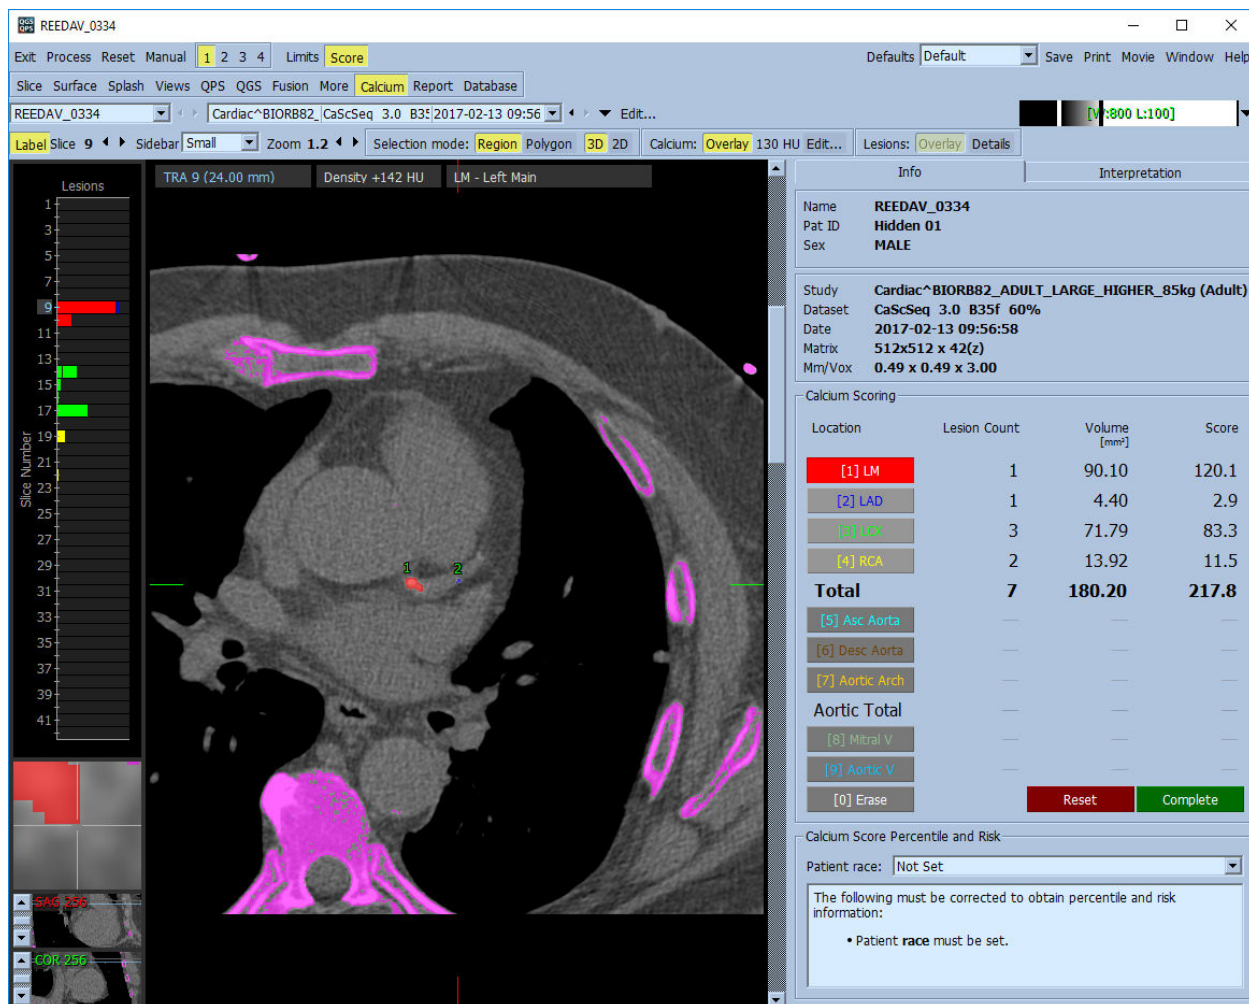 QGS
QPS
REEDAV_0334
Exit Process Reset Manual 1 2 3 4 Limits Score Defaults Default Save Print Movie Window Help
Slice Surface Splash Views QPS QGS Fusion More Calcium Report Database
REEDAV_0334 Cardiac^BIORB82_ CaScSeq 3.0 B35f 2017-02-13 09:56 Edit... [W:800 L:100]
Label Slice 9 Sidebar Small Zoom 1.2 Selection mode: Region Polygon 3D 2D Calcium: Overlay 130 HU Edit... Lesions: Overlay Details
Lesions
Slice Number
1
3
5
7
9
11
13
15
17
19
21
23
25
27
29
31
33
35
37
39
41
SAG 256
COR 256
TRA 9 (24.00 mm) Density +142 HU LM - Left Main
1 2
Info Interpretation
Name REEDAV_0334
Pat ID Hidden 01
Sex MALE
Study Cardiac^BIORB82_ADULT_LARGE_HIGHER_85kg (Adult)
Dataset CaScSeq 3.0 B35f 60%
Date 2017-02-13 09:56:58
Matrix 512x512 x 42(z)
Mm/Vox 0.49 x 0.49 x 3.00
Calcium Scoring
Location Lesion Count Volume Score
[mm³]
[1] LM 1 90.10 120.1
[2] LAD 1 4.40 2.9
[3] LCX 3 71.79 83.3
[4] RCA 2 13.92 11.5
Total 7 180.20 217.8
[5] Asc Aorta — — —
[6] Desc Aorta — — —
[7] Aortic Arch — — —
Aortic Total — — —
[8] Mitral V — — —
[9] Aortic V — — —
[0] Erase Reset Complete
Calcium Score Percentile and Risk
Patient race: Not Set
The following must be corrected to obtain percentile and risk
information:
• Patient race must be set.